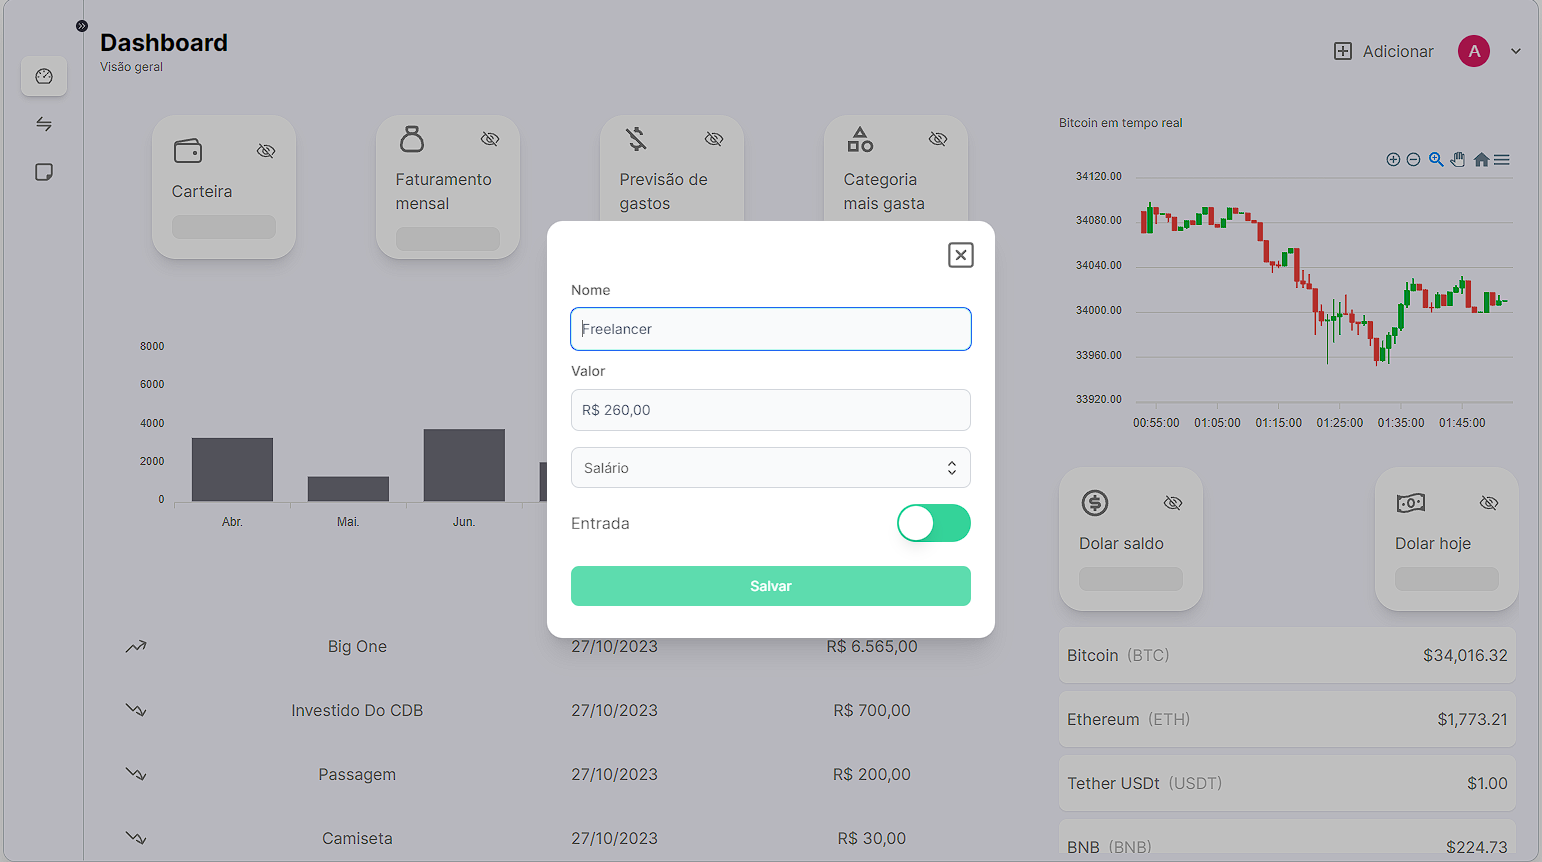 Dashboard
Visão geral
Adicionar
A
Carteira
Faturamento
mensal
Previsão de
gastos
Categoria
mais gasta
Bitcoin em tempo real
34120.00
34080.00
34040.00
34000.00
33960.00
33920.00
00:55:00 01:05:00 01:15:00 01:25:00 01:35:00 01:45:00
8000
6000
4000
2000
0
Abr. Mai. Jun.
Nome
Freelancer
Valor
R$ 260,00
Salário
Entrada
Salvar
Dolar saldo
Dolar hoje
Big One 27/10/2023 R$ 6.565,00
Investido Do CDB 27/10/2023 R$ 700,00
Passagem 27/10/2023 R$ 200,00
Camiseta 27/10/2023 R$ 30,00
Bitcoin (BTC) $34,016.32
Ethereum (ETH) $1,773.21
Tether USDt (USDT) $1.00
BNB (BNB) $224.73